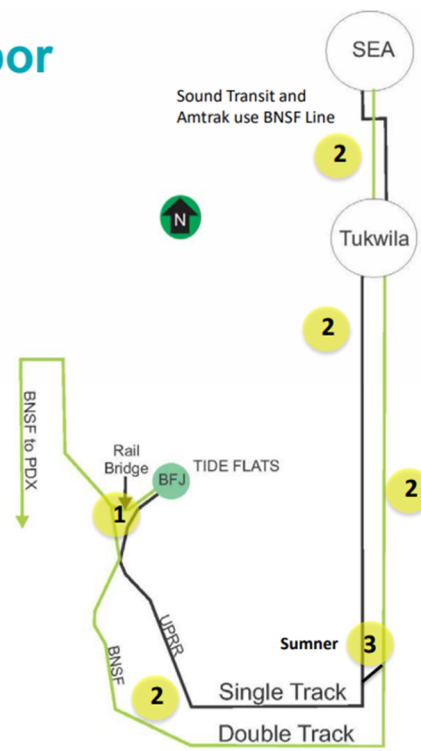 oor
SEA
Sound Transit and
Amtrak use BNSF Line
2
N
Tukwila
2
BNSF to PDX
Rail
Bridge
TIDE FLATS
BFJ
2
1
UPRR
Sumner
3
BNSF
2
Single Track
Double Track